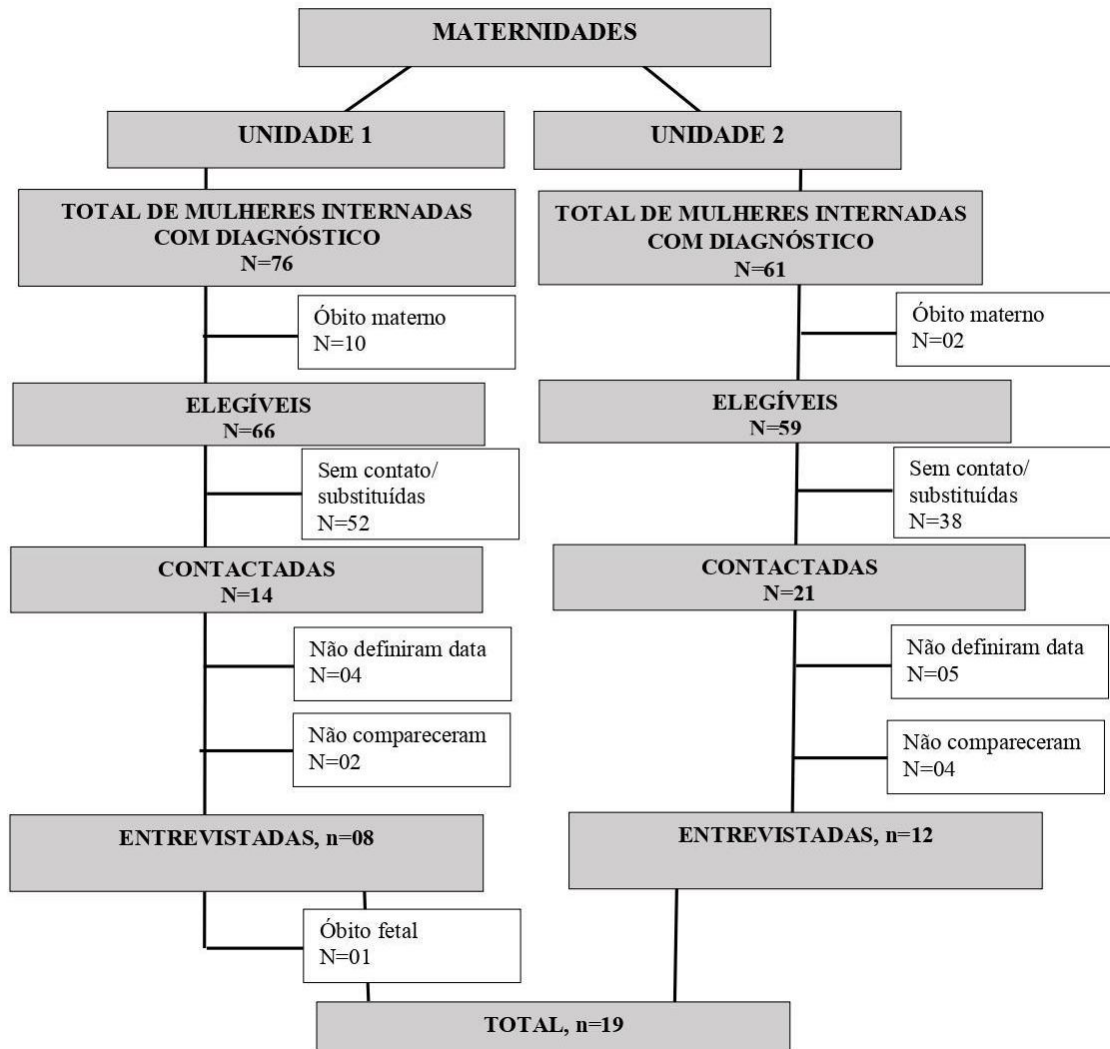 MATERNIDADES
UNIDADE 1
UNIDADE 2
TOTAL DE MULHERES INTERNADAS
COM DIAGNÓSTICO
N=76
TOTAL DE MULHERES INTERNADAS
COM DIAGNÓSTICO
N=61
Óbito materno
N=10
Óbito materno
N=02
ELEGÍVEIS
N=66
ELEGÍVEIS
N=59
Sem contato/
substituídas
N=52
Sem contato/
substituídas
N=38
CONTACTADAS
N=14
CONTACTADAS
N=21
Não definiram data
N=04
Não definiram data
N=05
Não compareceram
N=02
Não compareceram
N=04
ENTREVISTADAS, n=08
ENTREVISTADAS, n=12
Óbito fetal
N=01
TOTAL, n=19